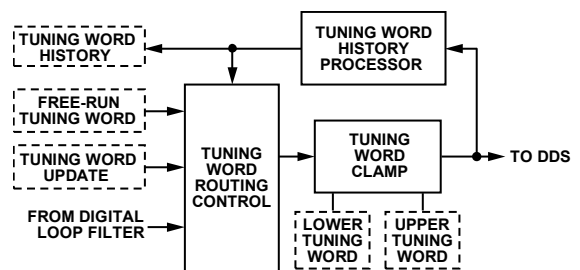 TUNING WORD
HISTORY
TUNING WORD
HISTORY
PROCESSOR
FREE-RUN
TUNING WORD
TUNING WORD
UPDATE
FROM DIGITAL
LOOP FILTER
TUNING
WORD
ROUTING
CONTROL
TUNING
WORD
CLAMP
TO DDS
LOWER
TUNING
WORD
UPPER
TUNING
WORD